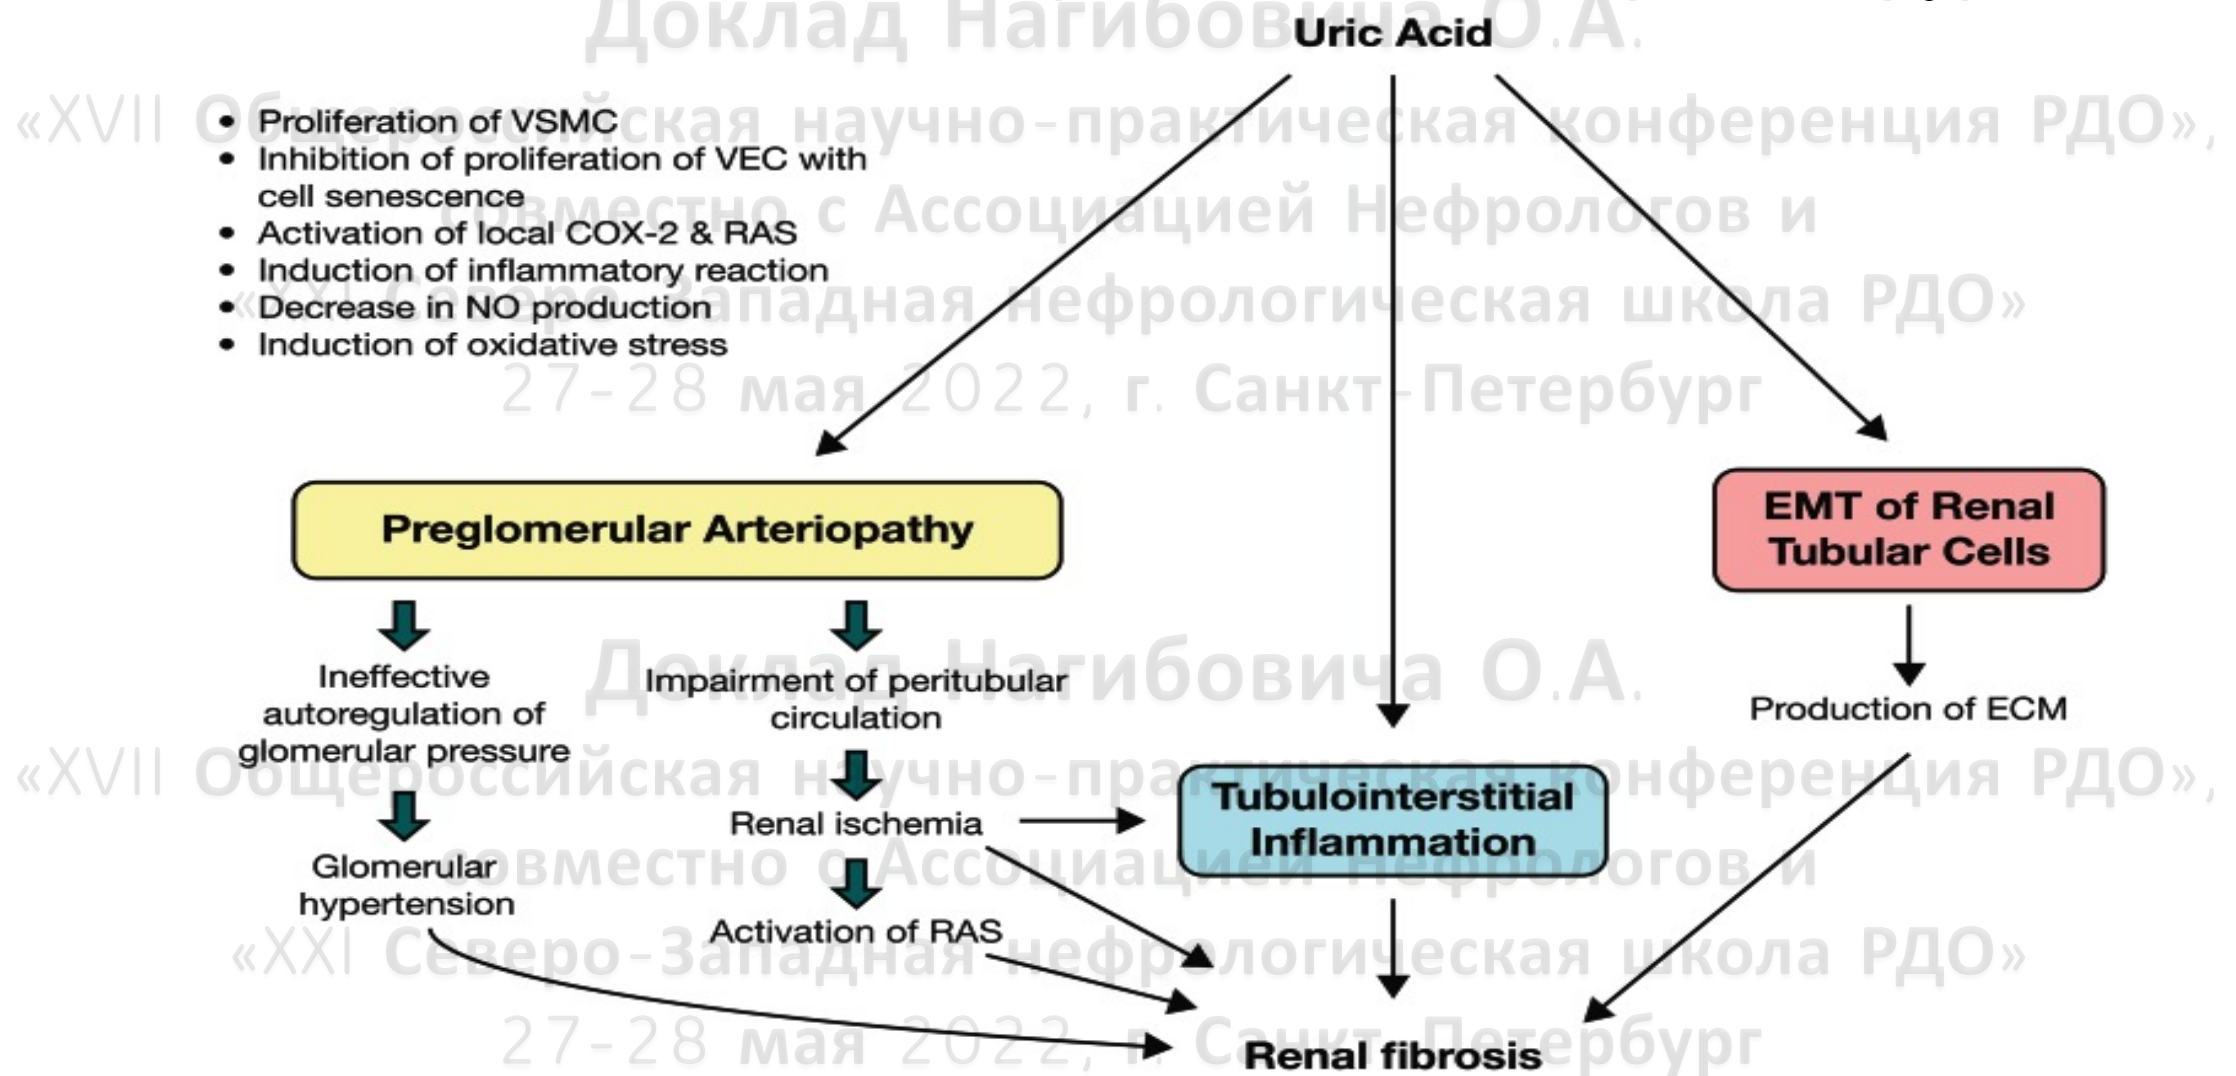 Доклад Нагибовича О.А.
Uric Acid
«XVII Общероссийская научно-практическая конференция РДО»,
• Proliferation of VSMC
• Inhibition of proliferation of VEC with
cell senescence
совместно с Ассоциацией Нефрологов и
• Activation of local COX-2 & RAS
• Induction of inflammatory reaction
«XXI Северо-Западная нефрологическая школа РДО»
• Decrease in NO production
• Induction of oxidative stress
27-28 мая 2022, г. Санкт-Петербург
Preglomerular Arteriopathy
EMT of Renal
Tubular Cells
Ineffective
autoregulation of
glomerular pressure
Impairment of peritubular
circulation
Доклад Нагибовича О.А.
Production of ECM
«XVII Общероссийская научно-практическая конференция РДО»,
Renal ischemia
Tubulointerstitial
Inflammation
Glomerular
hypertension
совместно с Ассоциацией Нефрологов и
Activation of RAS
«XXI Северо-Западная нефрологическая школа РДО»
27-28 мая 2022, г. Санкт-Петербург
Renal fibrosis